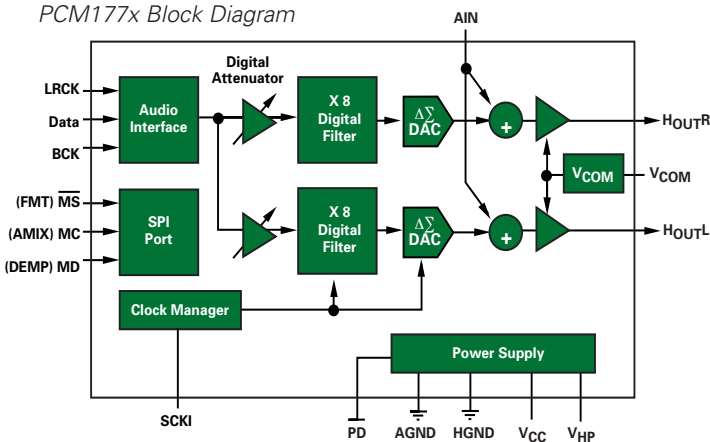 PCM177x Block Diagram
AIN
Digital
Attenuator
LRCK
Data
BCK
Audio
Interface
X 8
Digital
Filter
ΔΣ
DAC
+
HOUTR
VCOM
VCOM
(FMT) MS
(AMIX) MC
(DEMP) MD
SPI
Port
X 8
Digital
Filter
ΔΣ
DAC
+
HOUTL
Clock Manager
Power Supply
SCKI
PD
AGND
HGND
VCC
VHP